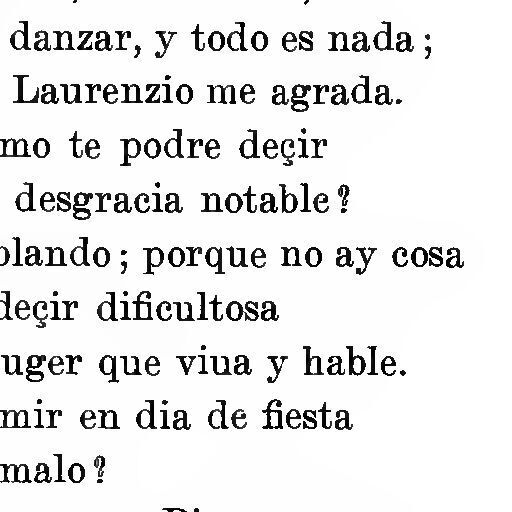 danzar, y todo es nada;
Laurenzio me agrada.
mo te podre deçir
desgracia notable?
blando; porque no ay cosa
deçir dificultosa
uger que viua y hable.
mir en dia de fiesta
malo?